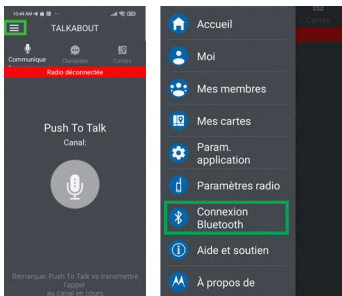 10:44 AM
TALKABOUT
Communique
Clavarder
Cartes
Radio déconnectée
Push To Talk
Canal:
Remarque: Push To Talk va transmettre
l'appel
au canal en cours.
Accueil
Moi
Mes membres
Mes cartes
Param.
application
Paramètres radio
Connexion
Bluetooth
Aide et soutien
À propos de
Cartes